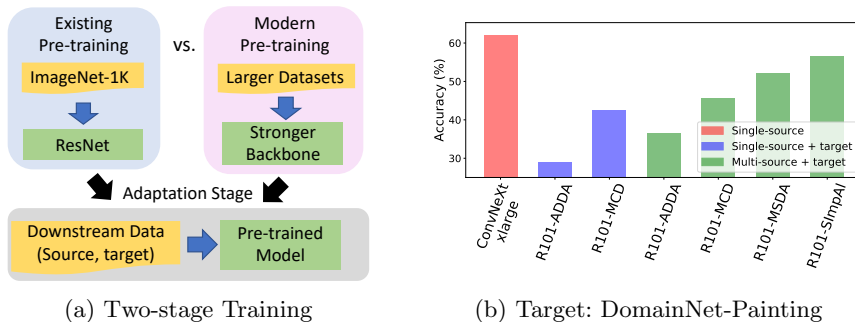 Existing
Pre-training
vs.
Modern
Pre-training
ImageNet-1K
Larger Datasets
ResNet
Stronger
Backbone
Adaptation Stage
Downstream Data
(Source, target)
Pre-trained
Model
(a) Two-stage Training
Accuracy (%)
60
50
40
30
Single-source
Single-source + target
Multi-source + target
ConvNeXt
xlarge
R101-ADDA
R101-MCD
R101-ADDA
R101-MCD
R101-MSDA
R101-SImpAl
(b) Target: DomainNet-Painting